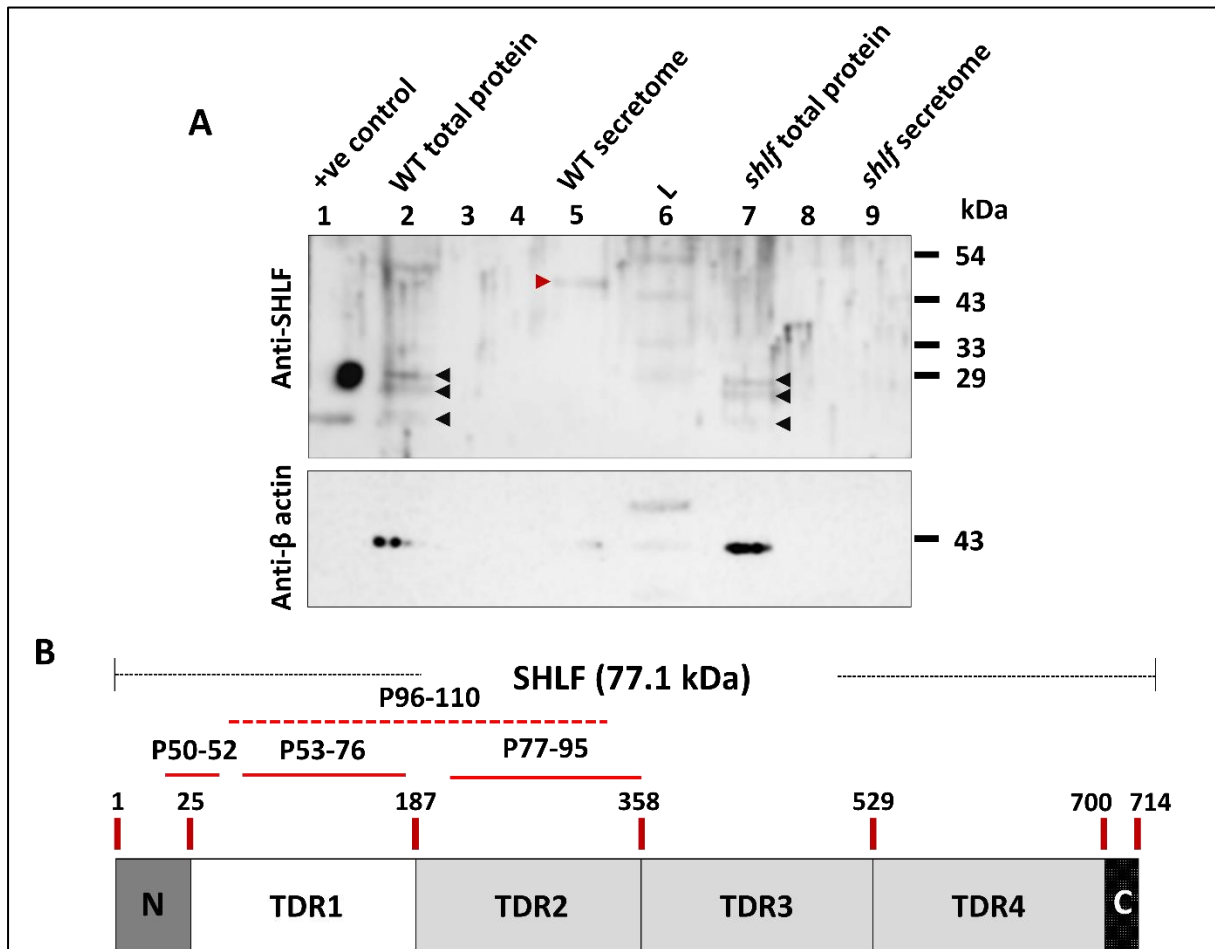 A
+ve control
WT total protein
WT secretome
L
shlf total protein
shlf secretome
1 2 3 4 5 6 7 8 9 kDa
Anti-SHLF
54
43
33
29
Anti-β actin
43
B
SHLF (77.1 kDa)
P96-110
P50-52 P53-76 P77-95
1 25 187 358 529 700 714
N TDR1 TDR2 TDR3 TDR4 C